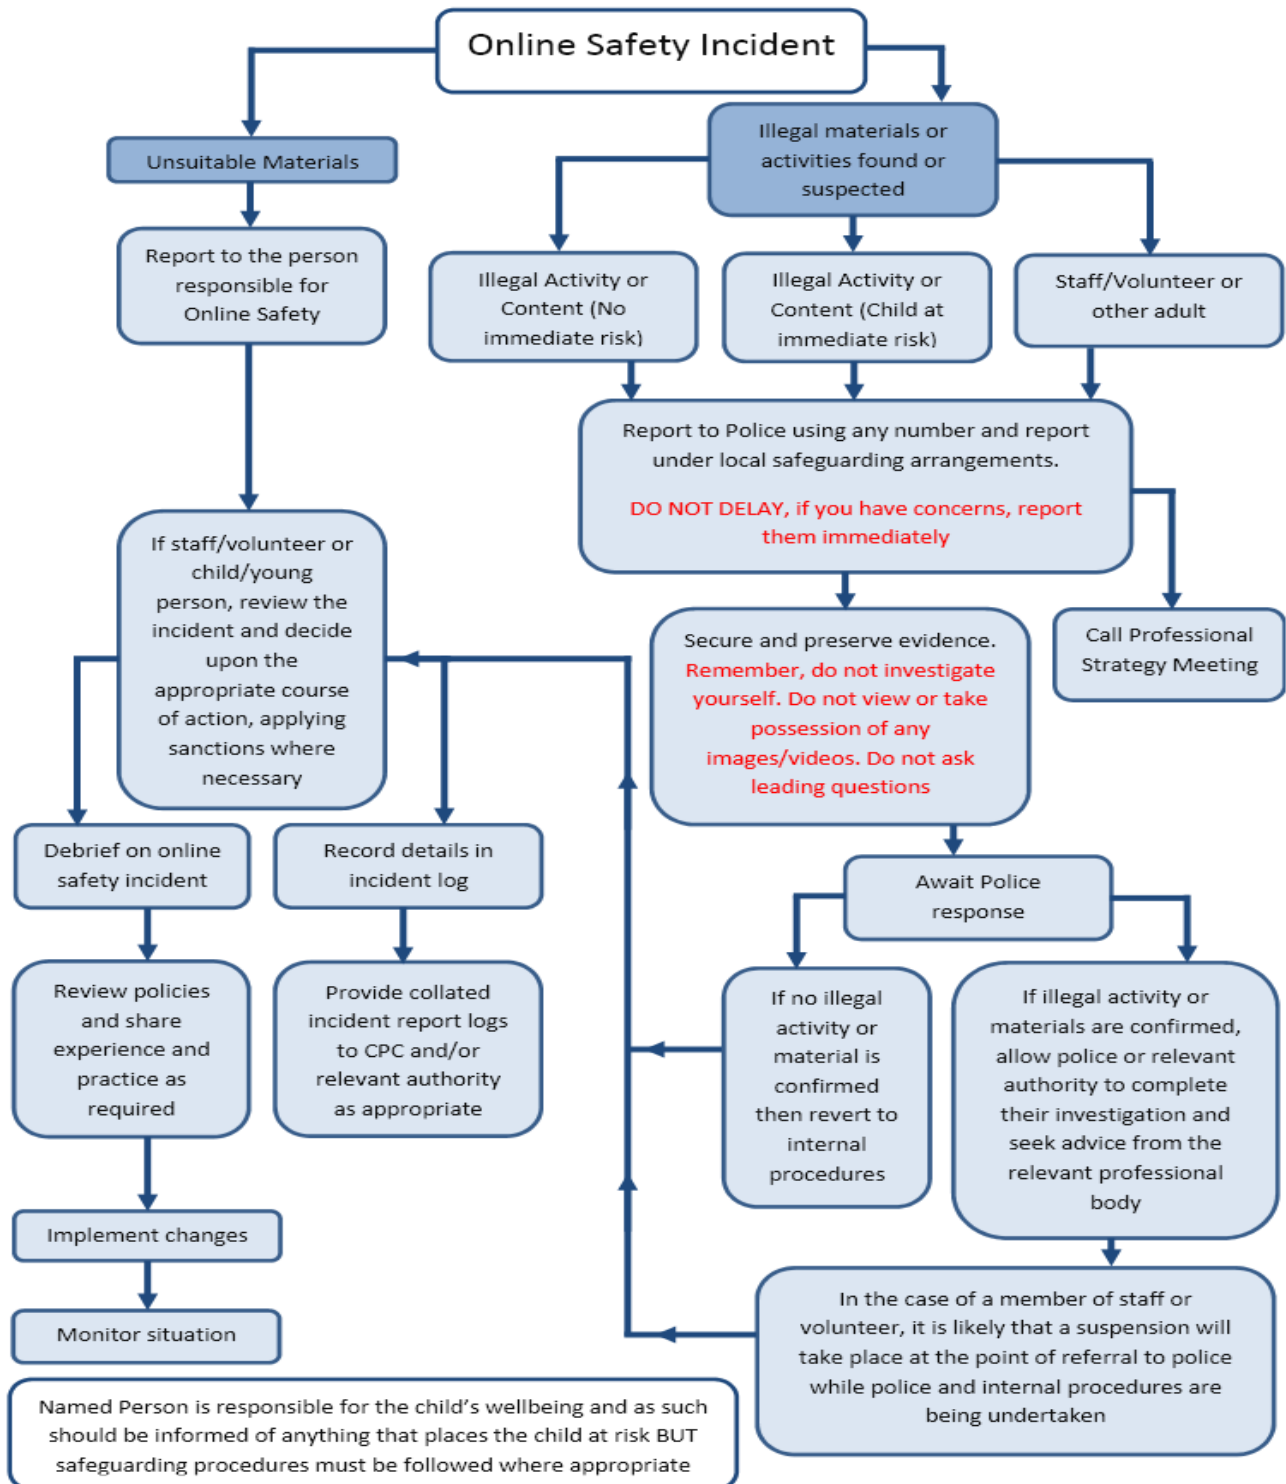 Online Safety Incident
Unsuitable Materials
Illegal materials or
activities found or
suspected
Report to the person
responsible for
Online Safety
Illegal Activity or
Content (No
immediate risk)
Illegal Activity or
Content (Child at
immediate risk)
Staff/Volunteer or
other adult
Report to Police using any number and report
under local safeguarding arrangements.
DO NOT DELAY, if you have concerns, report
them immediately
If staff/volunteer or
child/young
person, review the
incident and decide
upon the
appropriate course
of action, applying
sanctions where
necessary
Secure and preserve evidence.
Remember, do not investigate
yourself. Do not view or take
possession of any
images/videos. Do not ask
leading questions
Call Professional
Strategy Meeting
Debrief on online
safety incident
Record details in
incident log
Await Police
response
Review policies
and share
experience and
practice as
required
Provide collated
incident report logs
to CPC and/or
relevant authority
as appropriate
If no illegal
activity or
material is
confirmed
then revert to
internal
procedures
If illegal activity or
materials are confirmed,
allow police or relevant
authority to complete
their investigation and
seek advice from the
relevant professional
body
Implement changes
Monitor situation
In the case of a member of staff or
volunteer, it is likely that a suspension will
take place at the point of referral to police
while police and internal procedures are
being undertaken
Named Person is responsible for the child’s wellbeing and as such
should be informed of anything that places the child at risk BUT
safeguarding procedures must be followed where appropriate